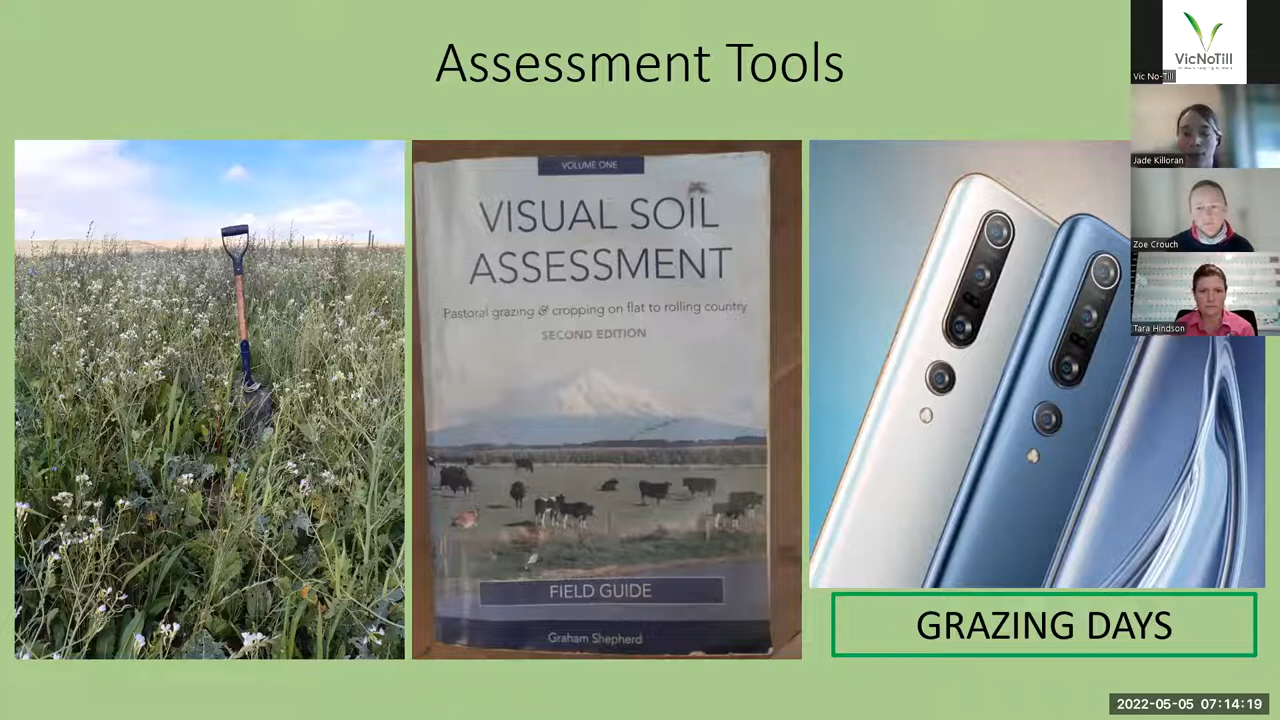 Assessment Tools
VOLUME ONE
VISUAL SOIL
ASSESSMENT
Pastoral grazing & cropping on flat to rolling country
SECOND EDITION
FIELD GUIDE
Graham Shepherd
GRAZING DAYS
VicNoTill
Vic No-Till
Jade Killoran
Zoe Crouch
Tara Hindson
2022-05-05 07:14:19